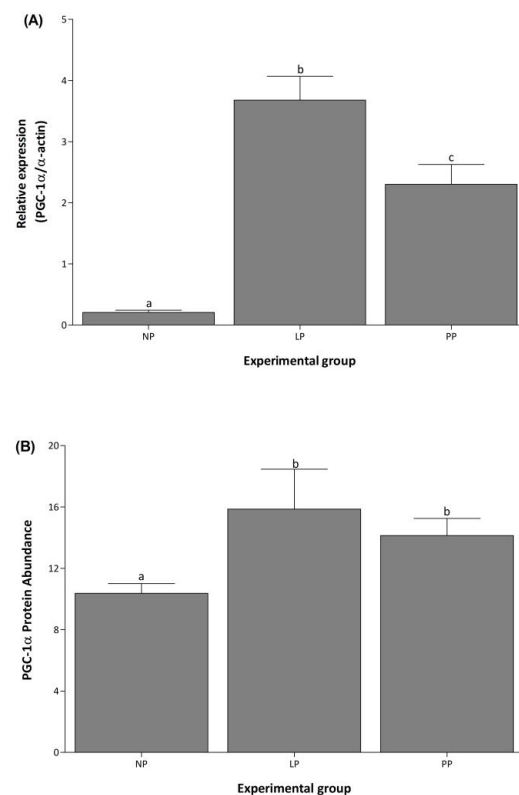 (A)
Relative expression
(PGC-1α/α-actin)
5
4
3
2
1
0
a
b
c
NP
LP
PP
Experimental group
(B)
PGC-1α Protein Abundance
20
16
12
8
4
0
a
b
b
NP
LP
PP
Experimental group